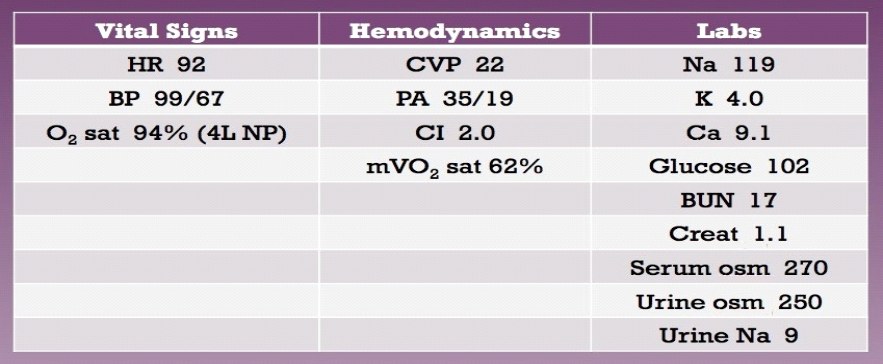 Vital Signs Hemodynamics Labs
HR 92 CVP 22 Na 119
BP 99/67 PA 35/19 K 4.0
O₂ sat 94% (4L NP) CI 2.0 Ca 9.1
mVO₂ sat 62% Glucose 102
BUN 17
Creat 1.1
Serum osm 270
Urine osm 250
Urine Na 9